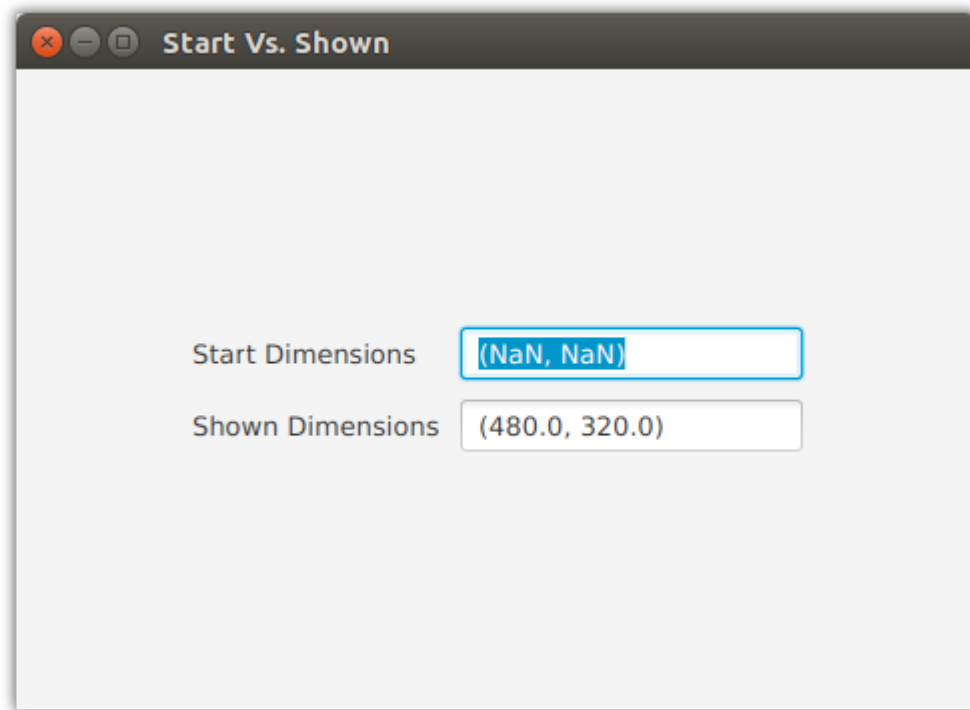 Start Vs. Shown
Start Dimensions (NaN, NaN)
Shown Dimensions (480.0, 320.0)